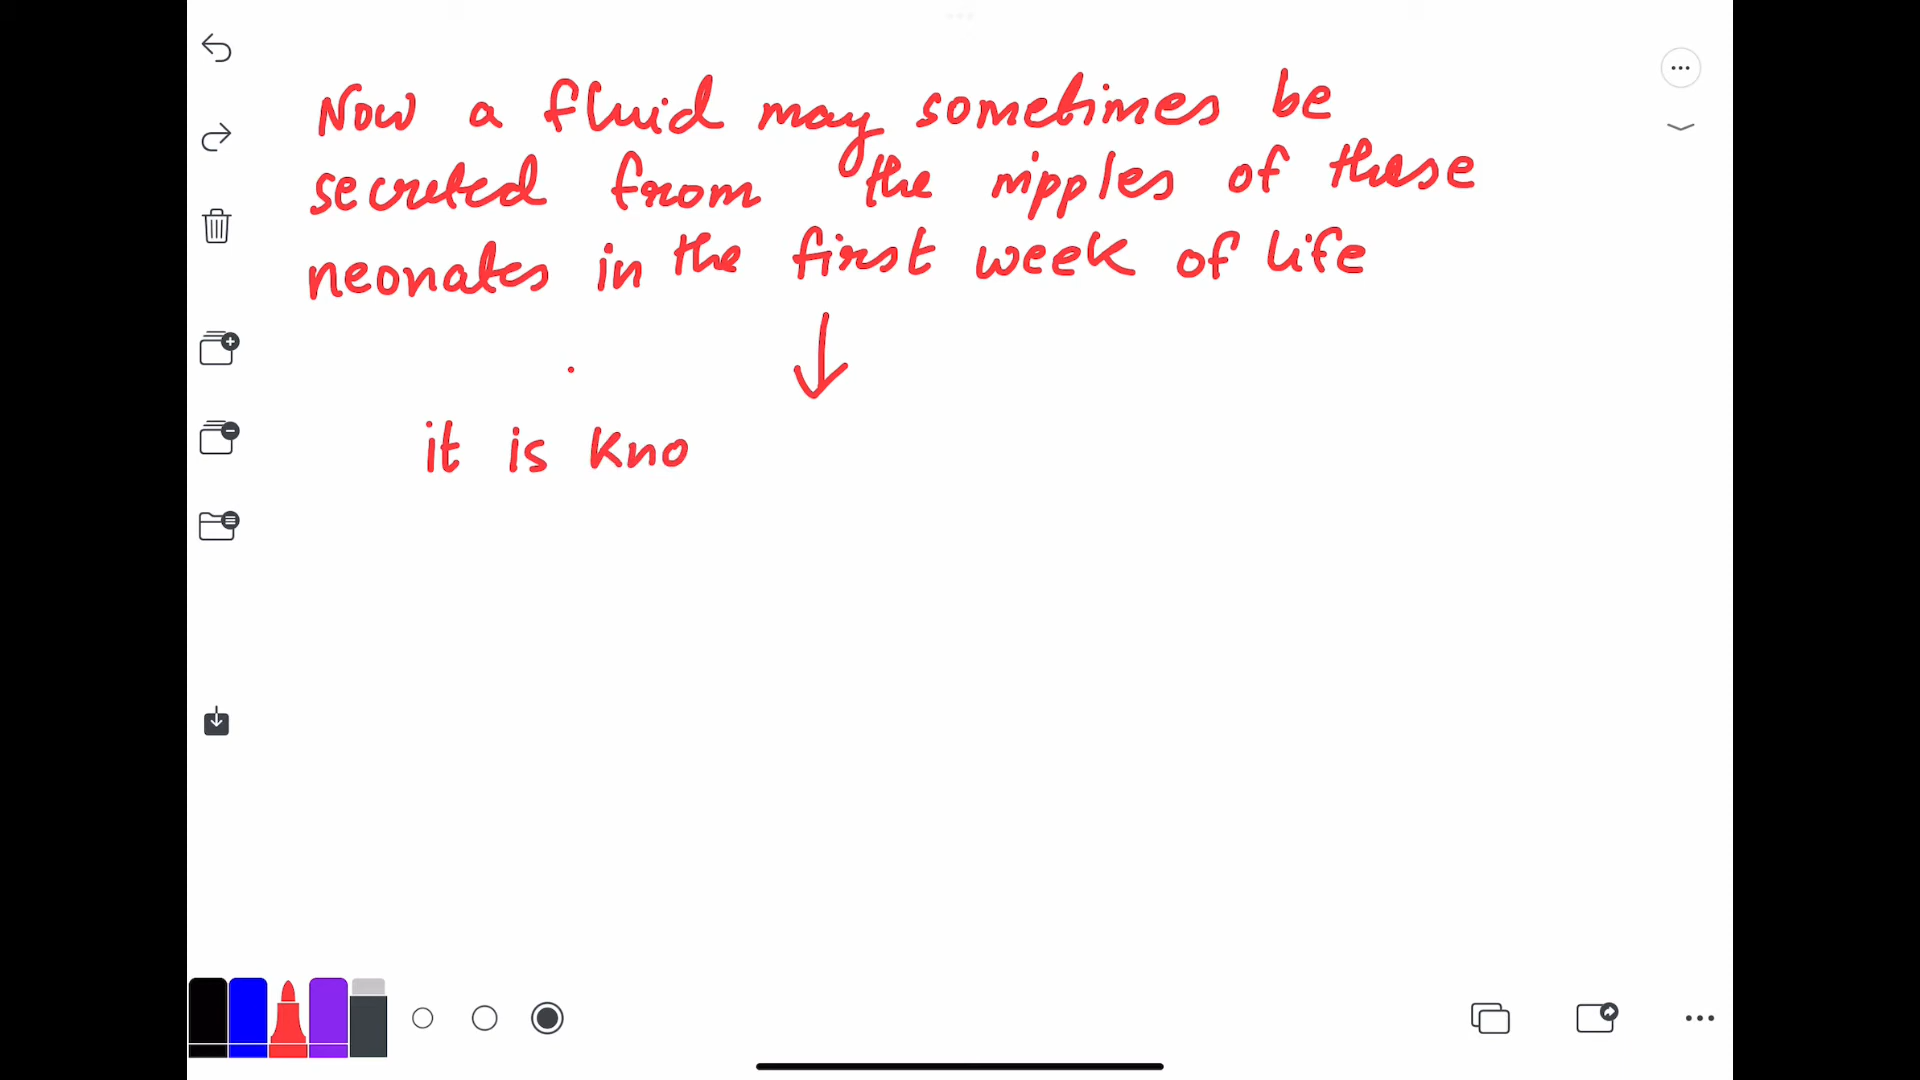 Now a fluid may sometimes be
secreted from the nipples of these
neonates in the first week of life
it is kno